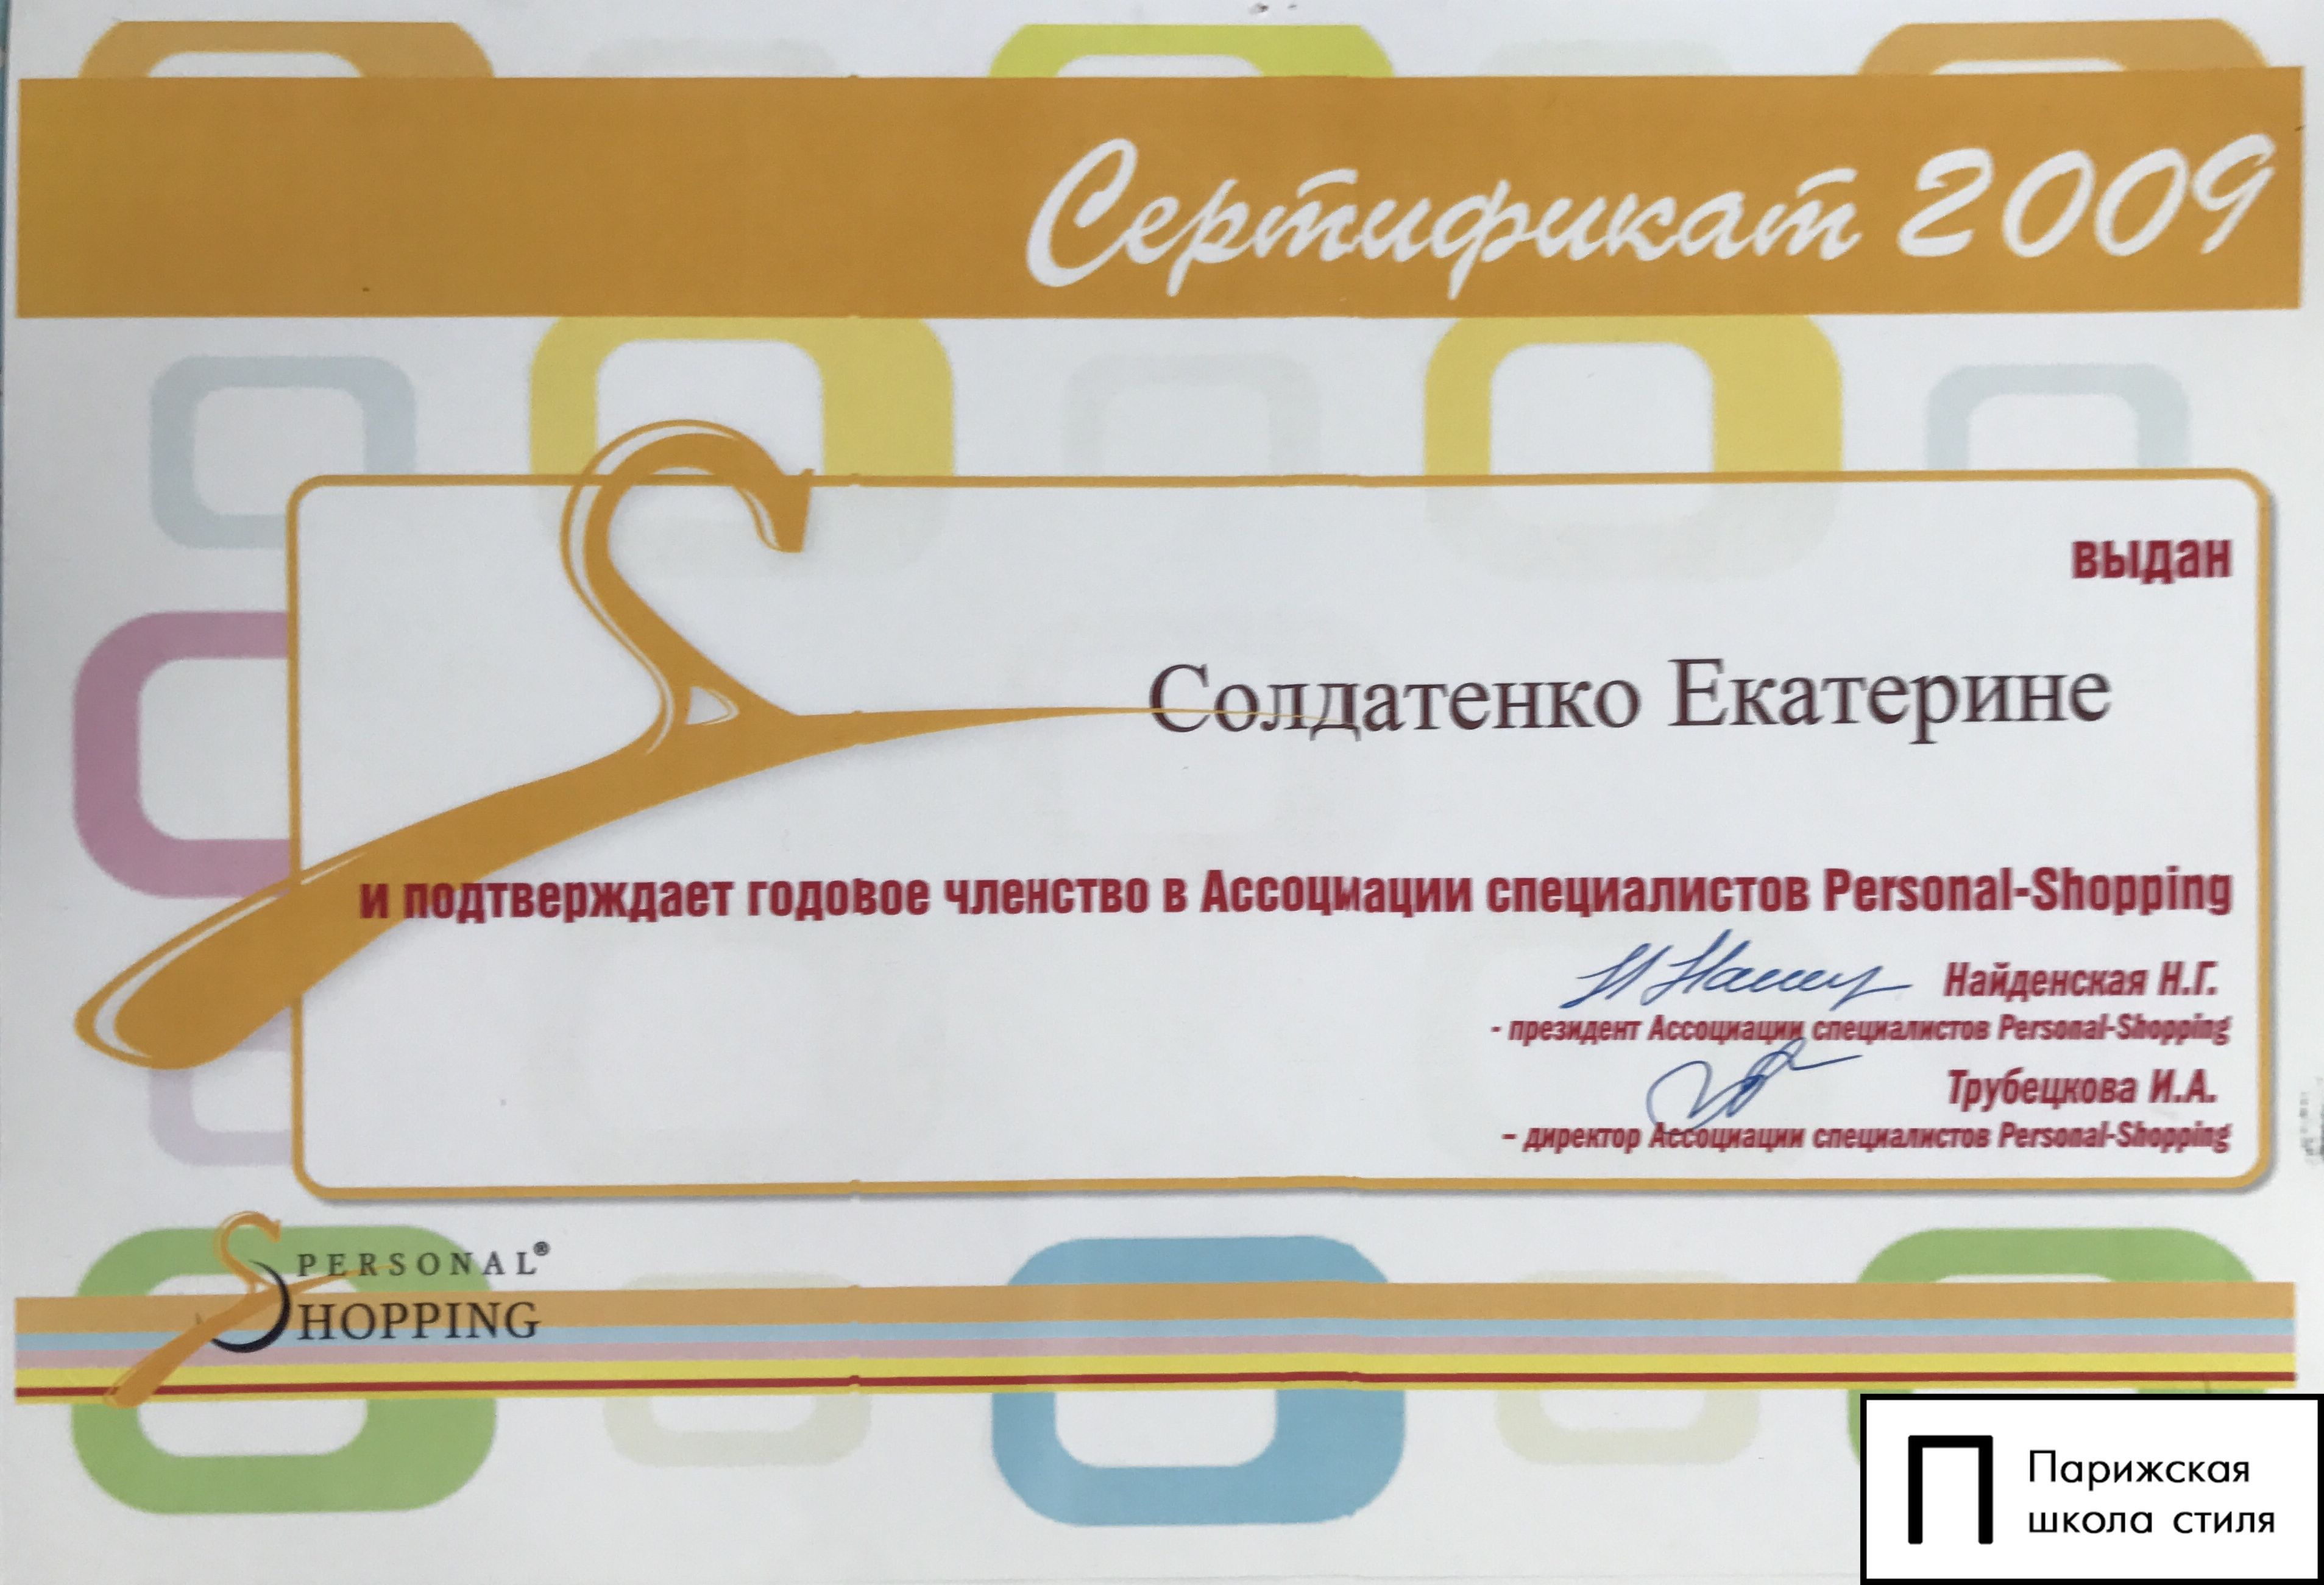 Сертификат 2009
выдан
Солдатенко Екатерине
и подтверждает годовое членство в Ассоциации специалистов Personal-Shopping
Найденская Н.Г.
- президент Ассоциации специалистов Personal-Shopping
Трубецкова И.А.
– директор Ассоциации специалистов Personal-Shopping
PERSONAL®
SHOPPING
П
Парижская
школа стиля